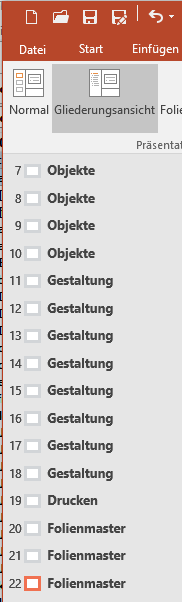 Datei Start Einfügen
Normal Gliederungsansicht Folie
Präsentat
7 Objekte
8 Objekte
9 Objekte
10 Objekte
11 Gestaltung
12 Gestaltung
13 Gestaltung
14 Gestaltung
15 Gestaltung
16 Gestaltung
17 Gestaltung
18 Gestaltung
19 Drucken
20 Folienmaster
21 Folienmaster
22 Folienmaster